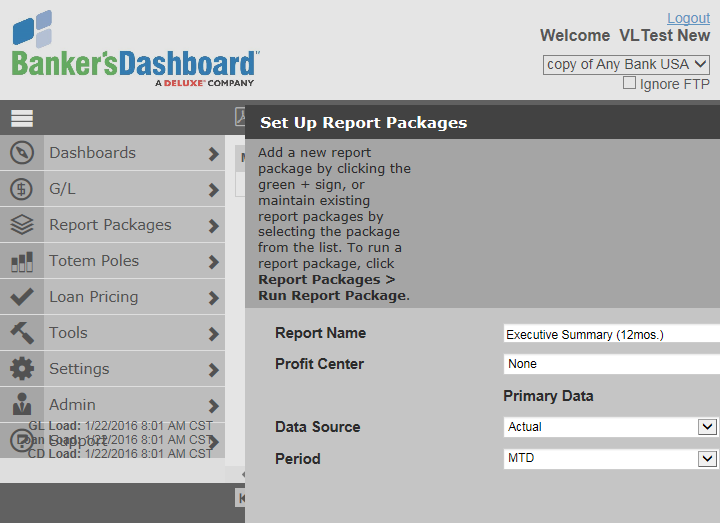 Logout
Welcome VLTest New
Banker'sDashboard™
A DELUXE® COMPANY
copy of Any Bank USA
Ignore FTP
Set Up Report Packages
Dashboards
G/L
Report Packages
Totem Poles
Loan Pricing
Tools
Settings
Admin
Support
GL Load: 1/22/2016 8:01 AM CST
Loan Load: 1/22/2016 8:01 AM CST
CD Load: 1/22/2016 8:01 AM CST
Add a new report
package by clicking the
green + sign, or
maintain existing
report packages by
selecting the package
from the list. To run a
report package, click
Report Packages >
Run Report Package.
Report Name
Executive Summary (12mos.)
Profit Center
None
Primary Data
Data Source
Actual
Period
MTD